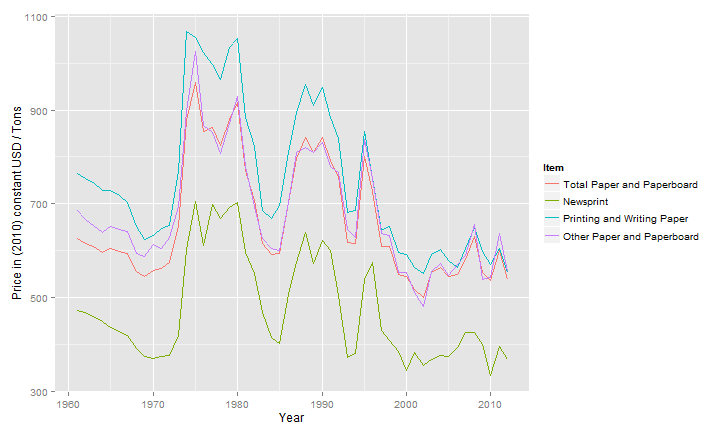 1100
900
700
500
300
Price in (2010) constant USD / Tons
1960
1970
1980
1990
2000
2010
Year
Item
Total Paper and Paperboard
Newsprint
Printing and Writing Paper
Other Paper and Paperboard